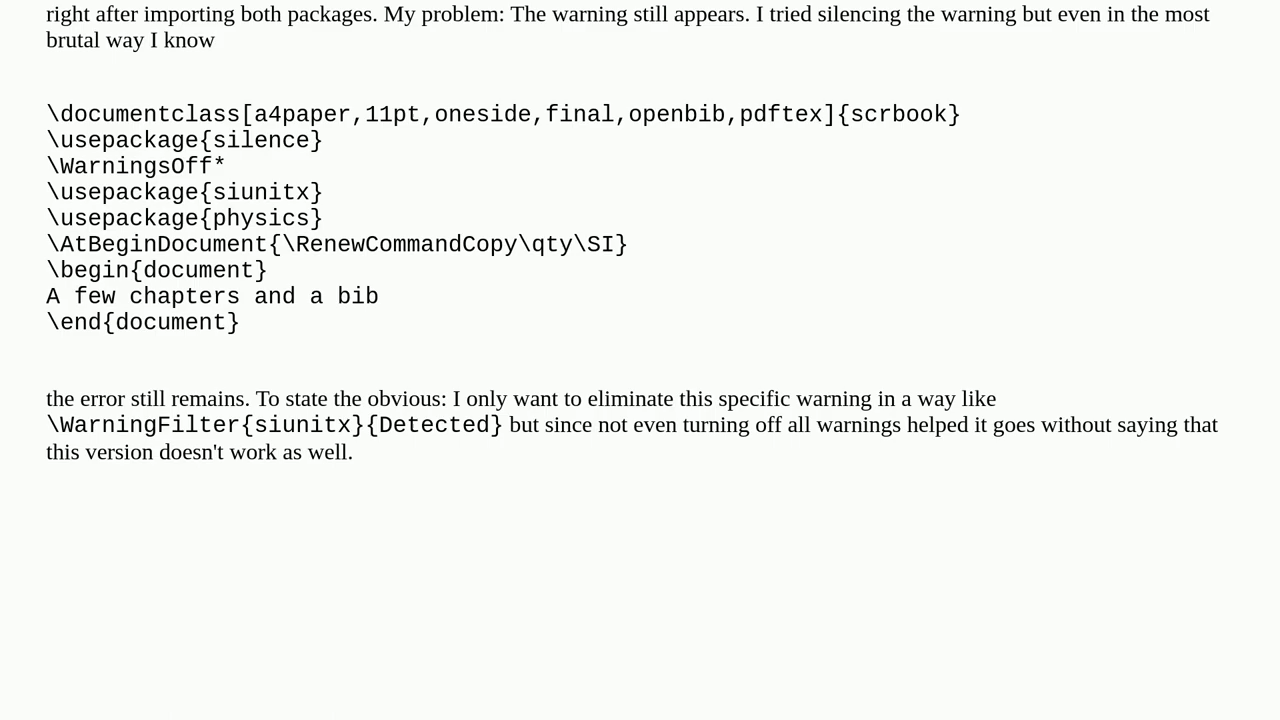 right after importing both packages. My problem: The warning still appears. I tried silencing the warning but even in the most
brutal way I know
\documentclass[a4paper,11pt,oneside,final,openbib,pdftex]{scrbook}
\usepackage{silence}
\WarningsOff*
\usepackage{siunitx}
\usepackage{physics}
\AtBeginDocument{\RenewCommandCopy\qty\SI}
\begin{document}
A few chapters and a bib
\end{document}
the error still remains. To state the obvious: I only want to eliminate this specific warning in a way like
\WarningFilter{siunitx}{Detected} but since not even turning off all warnings helped it goes without saying that
this version doesn't work as well.